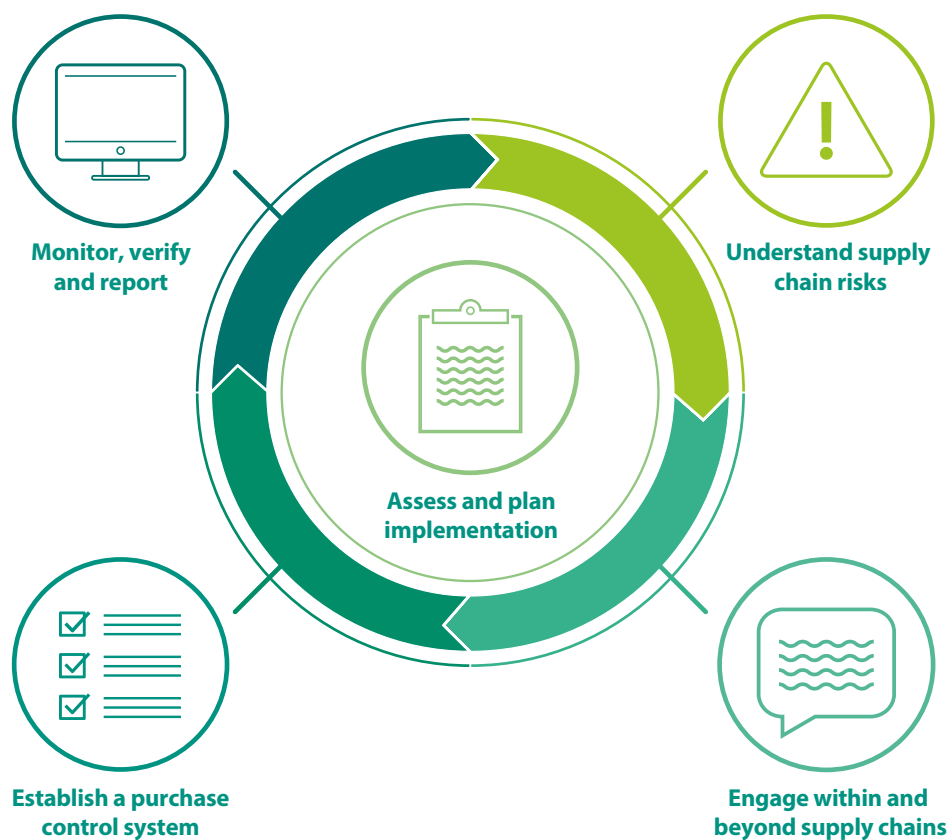 Monitor, verify
and report
Understand supply
chain risks
Assess and plan
implementation
Establish a purchase
control system
Engage within and
beyond supply chains